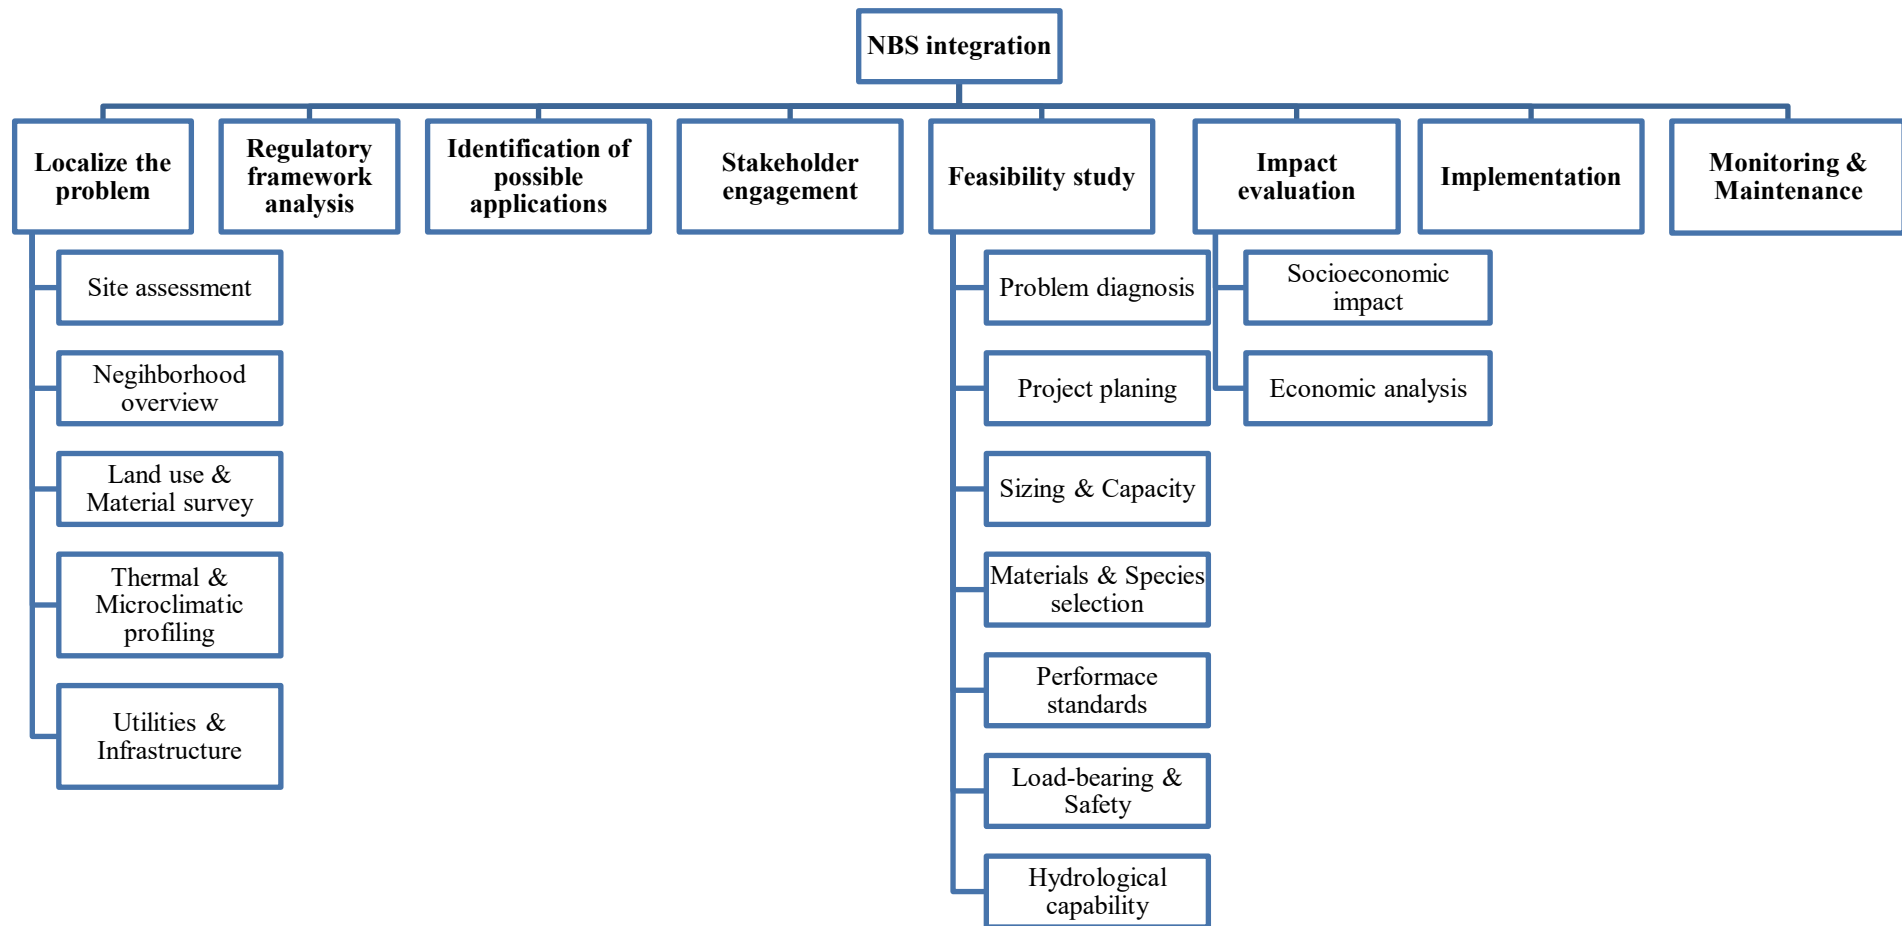 NBS integration
Localize the
problem
Regulatory
framework
analysis
Identification of
possible
applications
Stakeholder
engagement
Feasibility study
Impact
evaluation
Implementation
Monitoring &
Maintenance
Site assessment
Negihborhood
overview
Land use &
Material survey
Thermal &
Microclimatic
profiling
Utilities &
Infrastructure
Problem diagnosis
Project planing
Sizing & Capacity
Materials & Species
selection
Performace
standards
Load-bearing &
Safety
Hydrological
capability
Socioeconomic
impact
Economic analysis